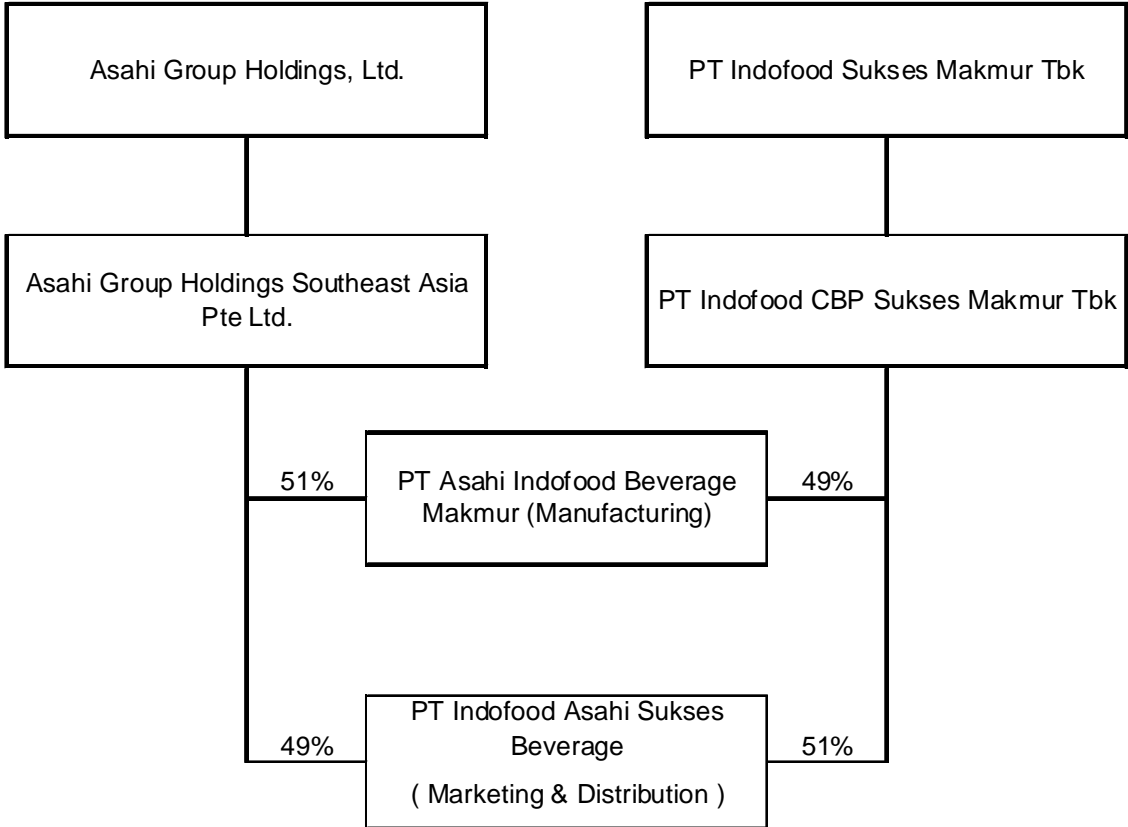 Asahi Group Holdings, Ltd.
PT Indofood Sukses Makmur Tbk
Asahi Group Holdings Southeast Asia
Pte Ltd.
PT Indofood CBP Sukses Makmur Tbk
51%
PT Asahi Indofood Beverage
Makmur (Manufacturing)
49%
49%
PT Indofood Asahi Sukses
Beverage
( Marketing & Distribution )
51%